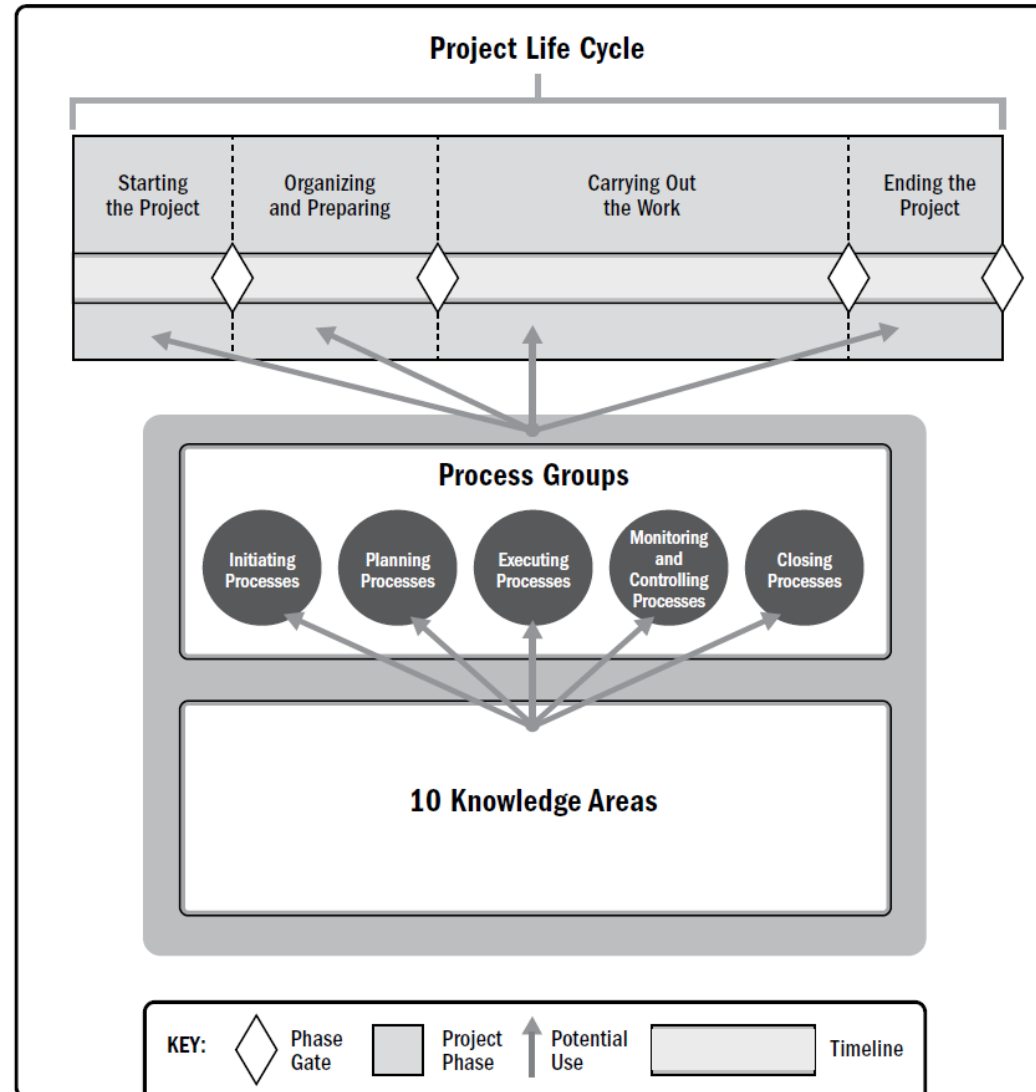 Project Life Cycle
Starting
the Project
Organizing
and Preparing
Carrying Out
the Work
Ending the
Project
Process Groups
Initiating
Processes
Planning
Processes
Executing
Processes
Monitoring
and
Controlling
Processes
Closing
Processes
10 Knowledge Areas
KEY:
Phase
Gate
Project
Phase
Potential
Use
Timeline